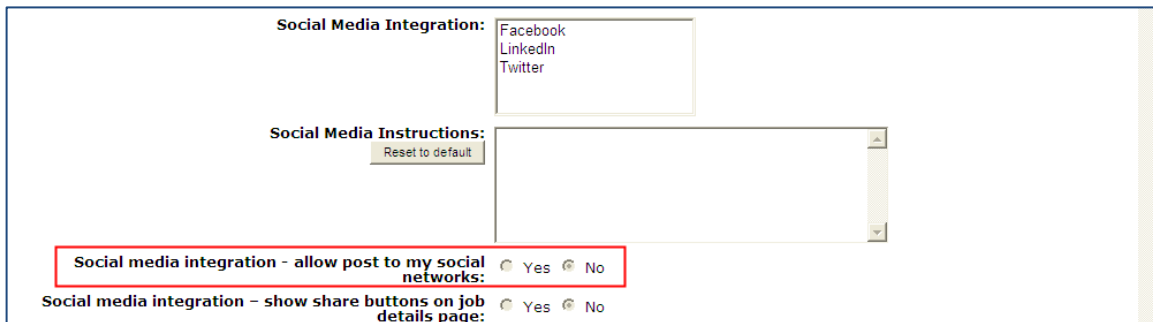 Social Media Integration:
Facebook
LinkedIn
Twitter
Social Media Instructions:
Reset to default
Social media integration - allow post to my social
networks:
Yes No
Social media integration – show share buttons on job
details page:
Yes No